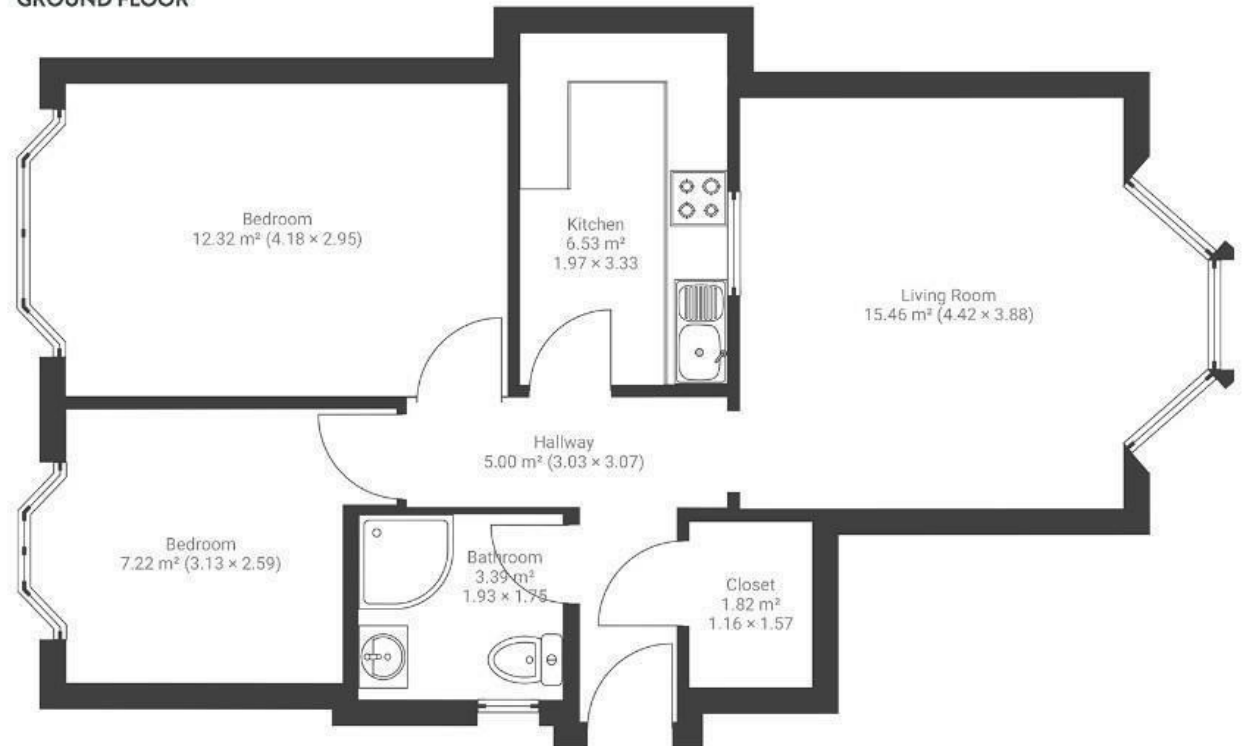 GROUND FLOOR
Bedroom
12.32 m² (4.18 × 2.95)
Kitchen
6.53 m²
1.97 × 3.33
Living Room
15.46 m² (4.42 × 3.88)
Hallway
5.00 m² (3.03 × 3.07)
Bedroom
7.22 m² (3.13 × 2.59)
Bathroom
3.39 m²
1.93 × 1.75
Closet
1.82 m²
1.16 × 1.57